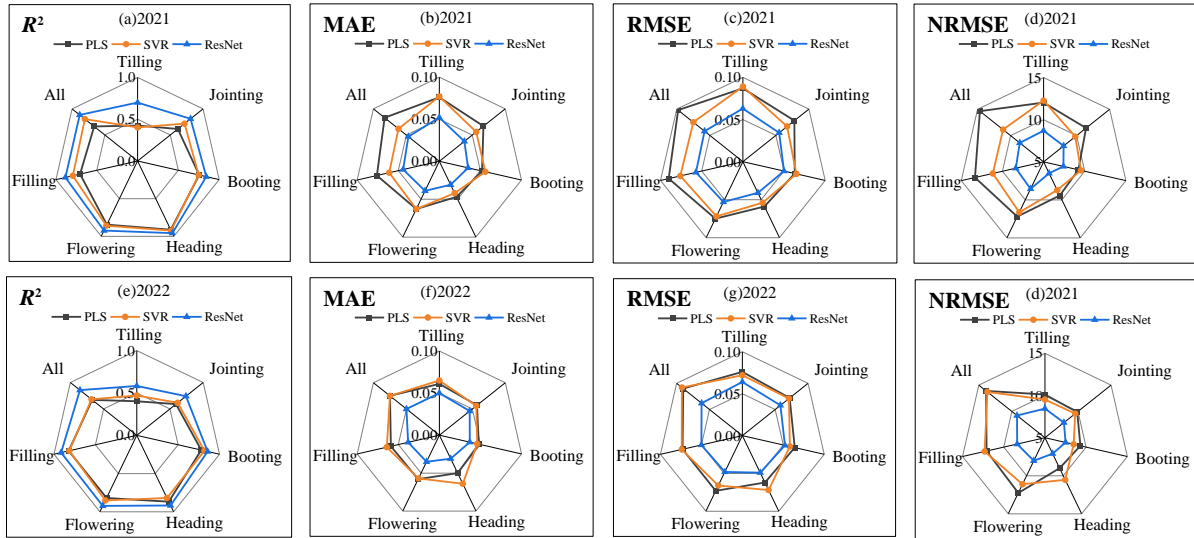 R² (a)2021
PLS SVR ResNet
Tilling
1.0
All Jointing
0.5
0.0
Filling Booting
Flowering Heading
MAE (b)2021
PLS SVR ResNet
Tilling
0.10
All Jointing
0.05
0.00
Filling Booting
Flowering Heading
RMSE (c)2021
PLS SVR ResNet
Tilling
0.10
All Jointing
0.05
0.00
Filling Booting
Flowering Heading
NRMSE (d)2021
PLS SVR ResNet
Tilling
15
All Jointing
10
5
Filling Booting
Flowering Heading
R² (e)2022
PLS SVR ResNet
Tilling
1.0
All Jointing
0.5
0.0
Filling Booting
Flowering Heading
MAE (f)2022
PLS SVR ResNet
Tilling
0.10
All Jointing
0.05
0.00
Filling Booting
Flowering Heading
RMSE (g)2022
PLS SVR ResNet
Tilling
0.10
All Jointing
0.05
0.00
Filling Booting
Flowering Heading
NRMSE (d)2021
PLS SVR ResNet
Tilling
15
All Jointing
10
5
Filling Booting
Flowering Heading